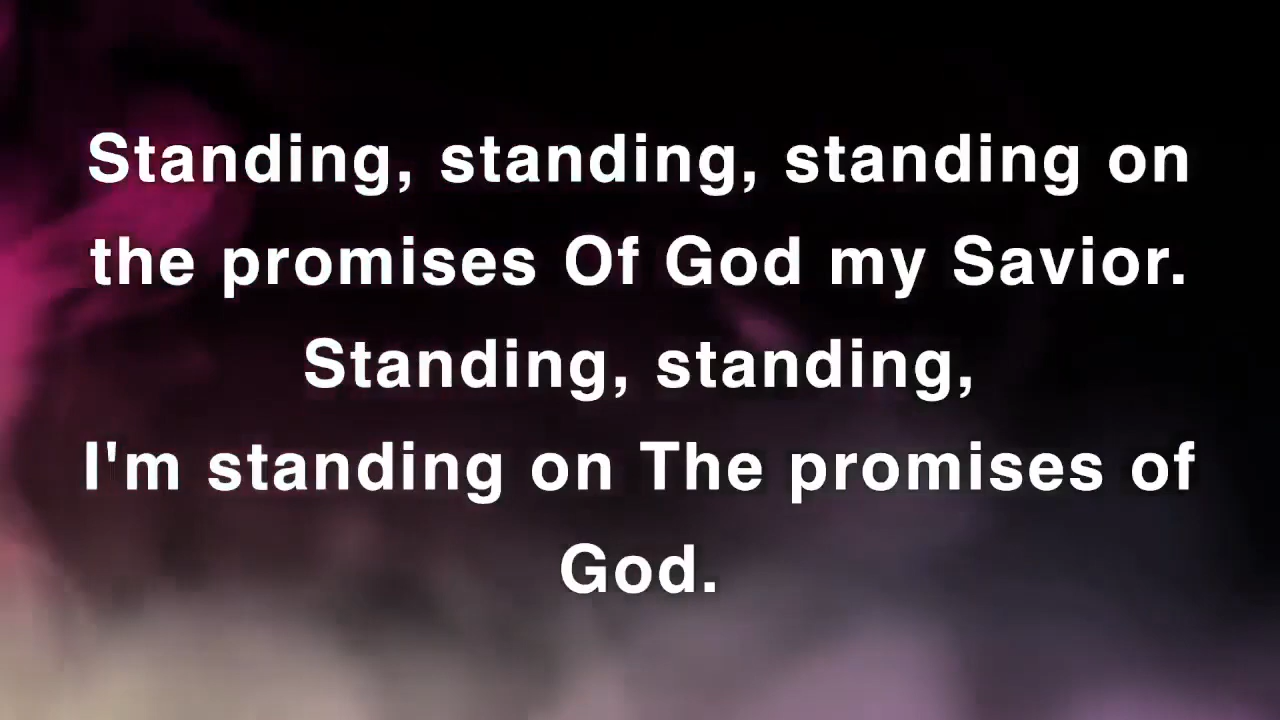 Standing, standing, standing on
the promises Of God my Savior.
Standing, standing,
I'm standing on The promises of
God.